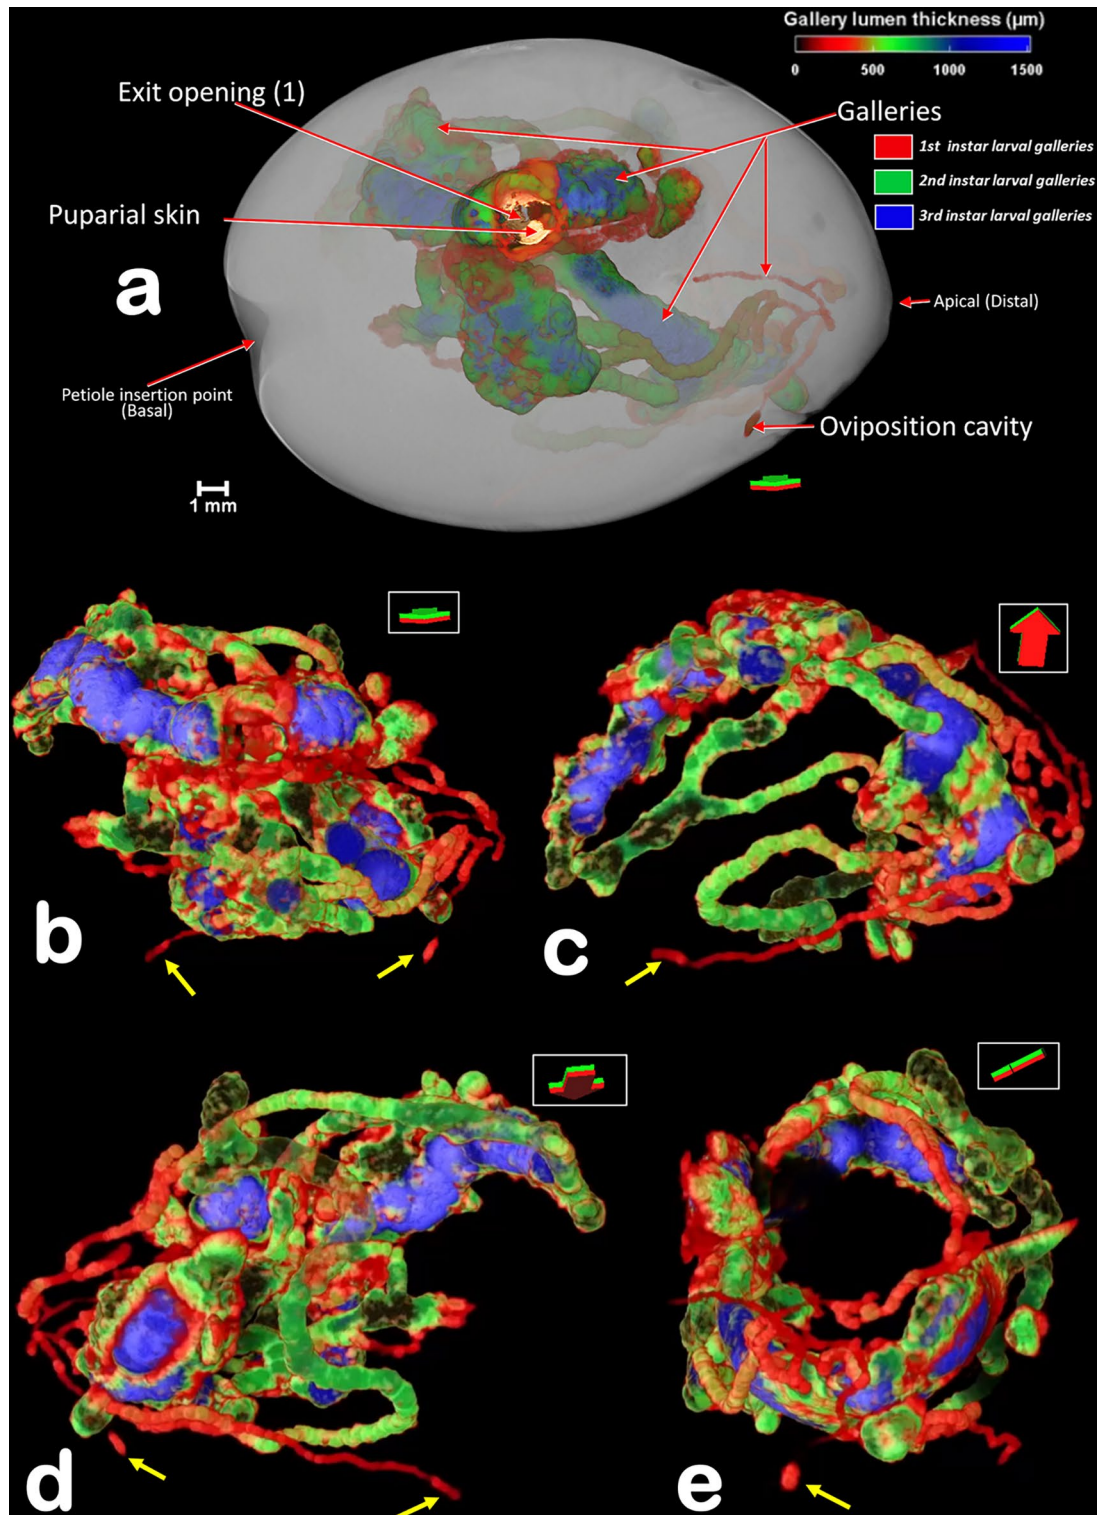 Gallery lumen thickness (µm)
0 500 1000 1500
Exit opening (1)
Galleries
1st instar larval galleries
2nd instar larval galleries
3rd instar larval galleries
Puparial skin
a
Apical (Distal)
Petiole insertion point
(Basal)
Oviposition cavity
1 mm
b
c
d
e